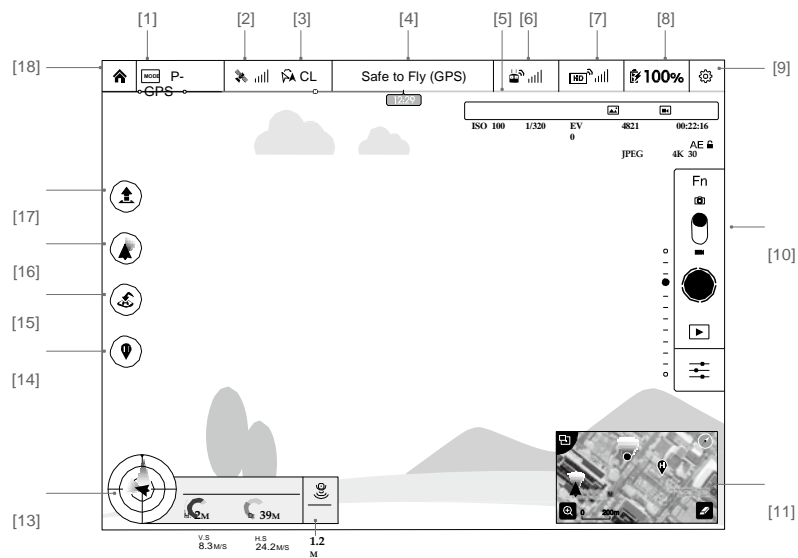 [1] [2] [3] [4] [5] [6] [7] [8]
[18] MODE P-GPS CL Safe to Fly (GPS) HD 100% [9]
12:29
ISO 100 1/320 EV 0 4821 00:22:16
AE
JPEG 4K 30
Fn
[17]
[10]
[16]
[15]
[14]
H
0 200m
[13]
2M 39M
[11]
V.S H.S 1.2
8.3M/S 24.2M/S M